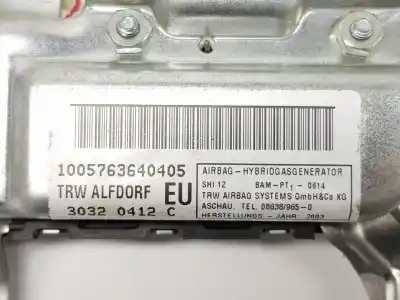 1005763640405
TRW ALFDORF EU
3032 0412 C
AIRBAG-HYBRIDGASGENERATOR
SHI 12 BAM-PT1 - 0614
TRW AIRBAG SYSTEMS GmbH&Co KG
ASCHAU. TEL. 08638/965-0
HERSTELLUNGS - JAHR 2003